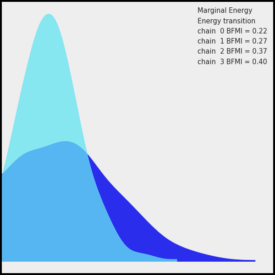 Marginal Energy
Energy transition
chain  0 BFMI = 0.22
chain  1 BFMI = 0.27
chain  2 BFMI = 0.37
chain  3 BFMI = 0.40